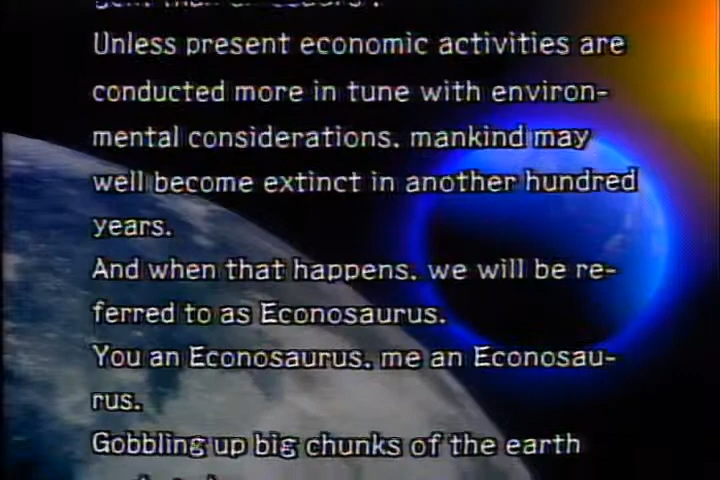 Unless present economic activities are
conducted more in tune with environ-
mental considerations, mankind may
well become extinct in another hundred
years.
And when that happens, we will be re-
ferred to as Econosaurus.
You an Econosaurus, me an Econosau-
rus.
Gobbling up big chunks of the earth